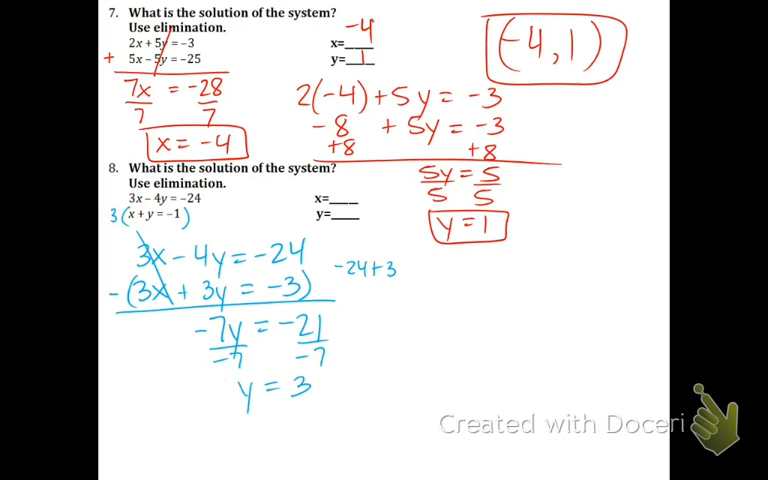 7. What is the solution of the system?
Use elimination.
2x + 5y = -3
+ 5x – 5y = -25
7x = -28
7 7
x = -4
x= -4
y= 1
(-4, 1)
2(-4) + 5y = -3
-8 + 5y = -3
+8 +8
5y = 5
5 5
y = 1
8. What is the solution of the system?
Use elimination.
3x – 4y = -24
3( x + y = -1 )
x=____
y=____
3x - 4y = -24
- (3x + 3y = -3)
-24 + 3
-7y = -21
-7 -7
y = 3
Created with Doceri